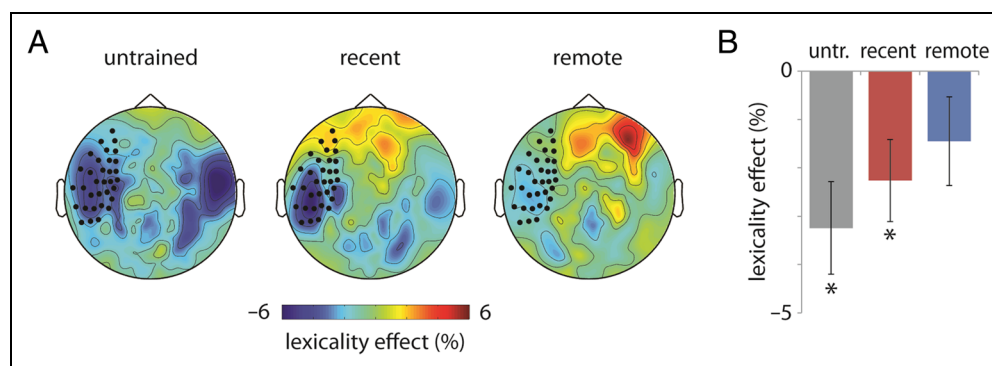 A
untrained
recent
remote
−6
6
lexicality effect (%)
B
untr.
recent
remote
0
lexicality effect (%)
−5
*
*